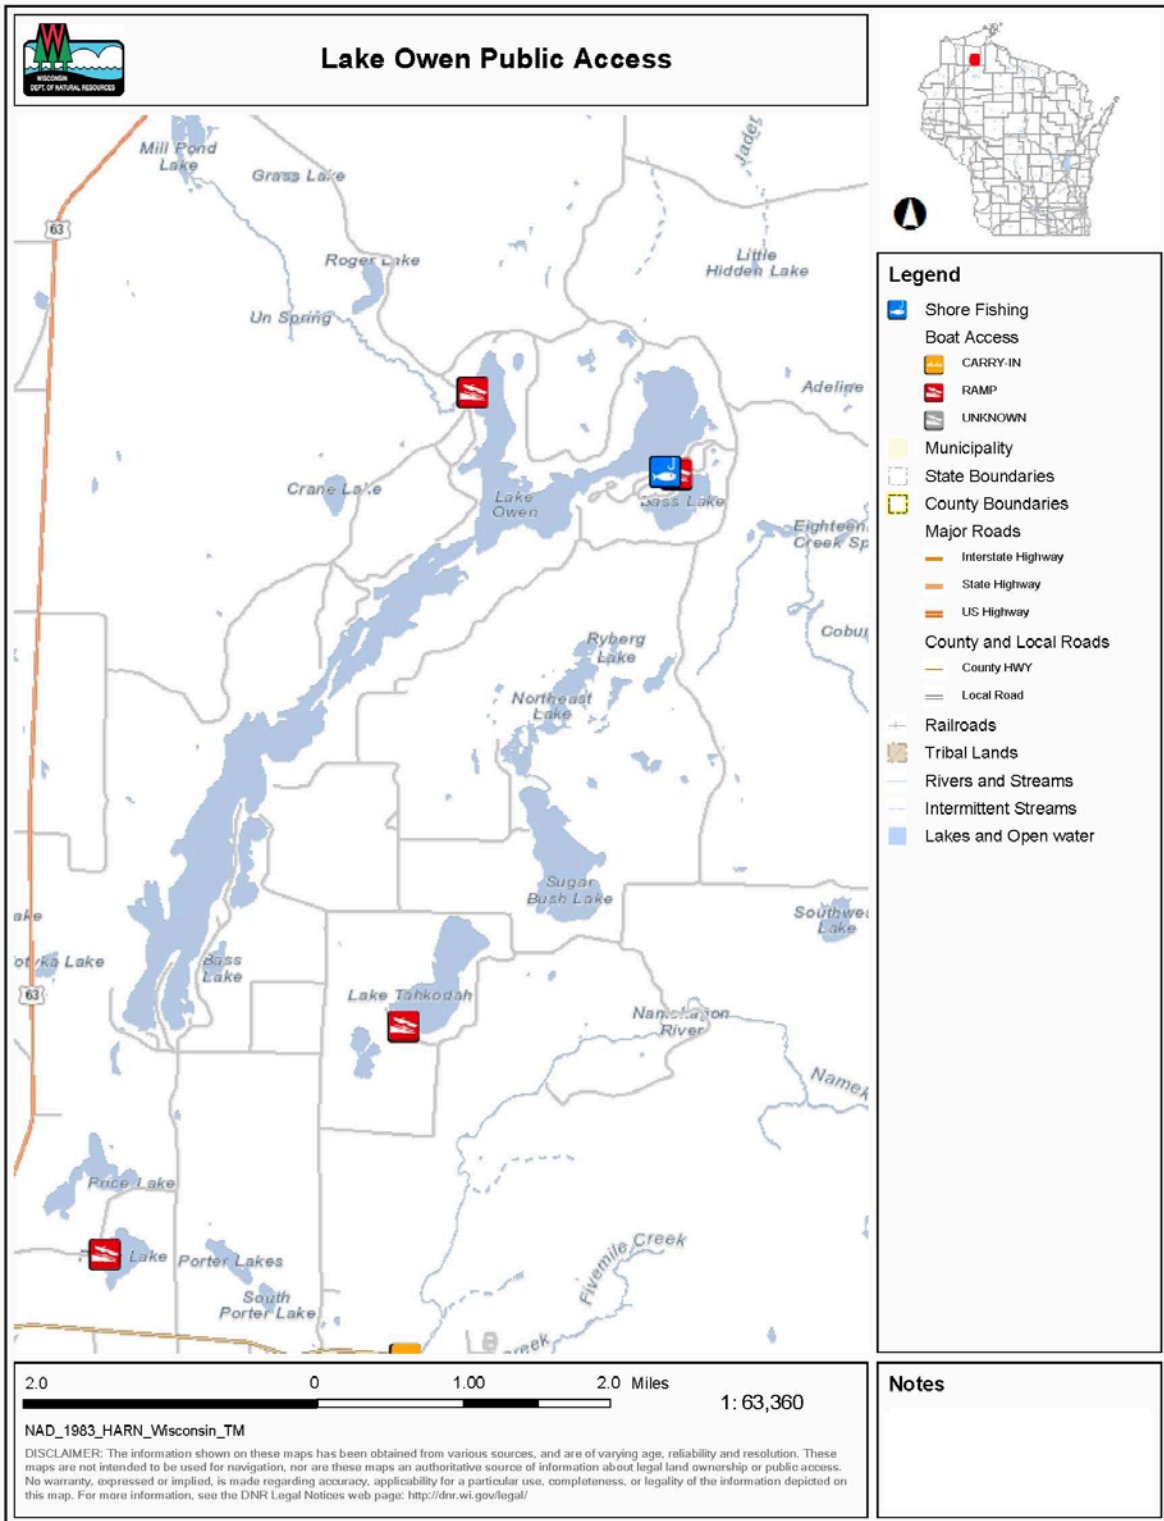 WISCONSIN
DEPT. OF NATURAL RESOURCES
Lake Owen Public Access
Mill Pond
Lake
Grass Lake
Jader
63
Roger Lake
Little
Hidden Lake
Un Spring
Adeline
Crane Lake
Lake
Owen
Bass Lake
Eighteen
Creek Sp
Ryberg
Lake
Northeast
Lake
Sugar
Bush Lake
Southwe
Lake
ake
Bass
Lake
63
Lake Tahkodah
Namekagon
River
Namek
Price Lake
Lake
Porter Lakes
South
Porter Lake
Fivemile Creek
reek
Legend
Shore Fishing
Boat Access
CARRY-IN
RAMP
UNKNOWN
Municipality
State Boundaries
County Boundaries
Major Roads
Interstate Highway
State Highway
US Highway
County and Local Roads
County HWY
Local Road
Railroads
Tribal Lands
Rivers and Streams
Intermittent Streams
Lakes and Open water
2.0 0 1.00 2.0 Miles
1: 63,360
NAD_1983_HARN_Wisconsin_TM
DISCLAIMER: The information shown on these maps has been obtained from various sources, and are of varying age, reliability and resolution. These
maps are not intended to be used for navigation, nor are these maps an authoritative source of information about legal land ownership or public access.
No warranty, expressed or implied, is made regarding accuracy, applicability for a particular use, completeness, or legality of the information depicted on
this map. For more information, see the DNR Legal Notices web page: http://dnr.wi.gov/legal/
Notes